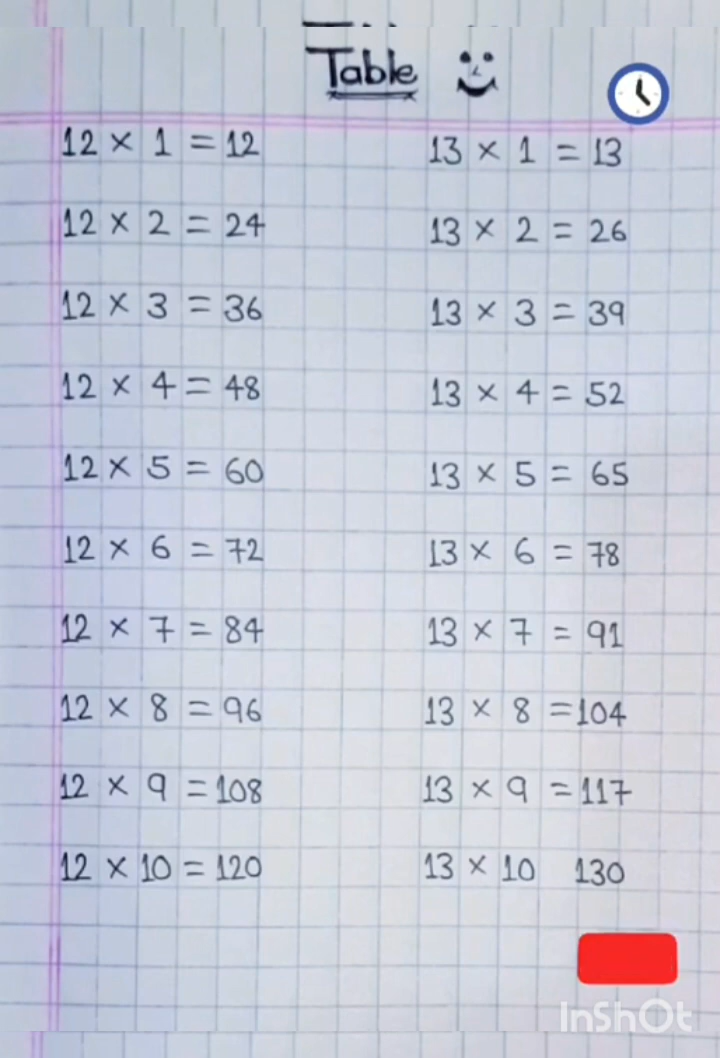 Table
12 × 1 = 12 13 × 1 = 13
12 × 2 = 24 13 × 2 = 26
12 × 3 = 36 13 × 3 = 39
12 × 4 = 48 13 × 4 = 52
12 × 5 = 60 13 × 5 = 65
12 × 6 = 72 13 × 6 = 78
12 × 7 = 84 13 × 7 = 91
12 × 8 = 96 13 × 8 = 104
12 × 9 = 108 13 × 9 = 117
12 × 10 = 120 13 × 10 130
InShOt